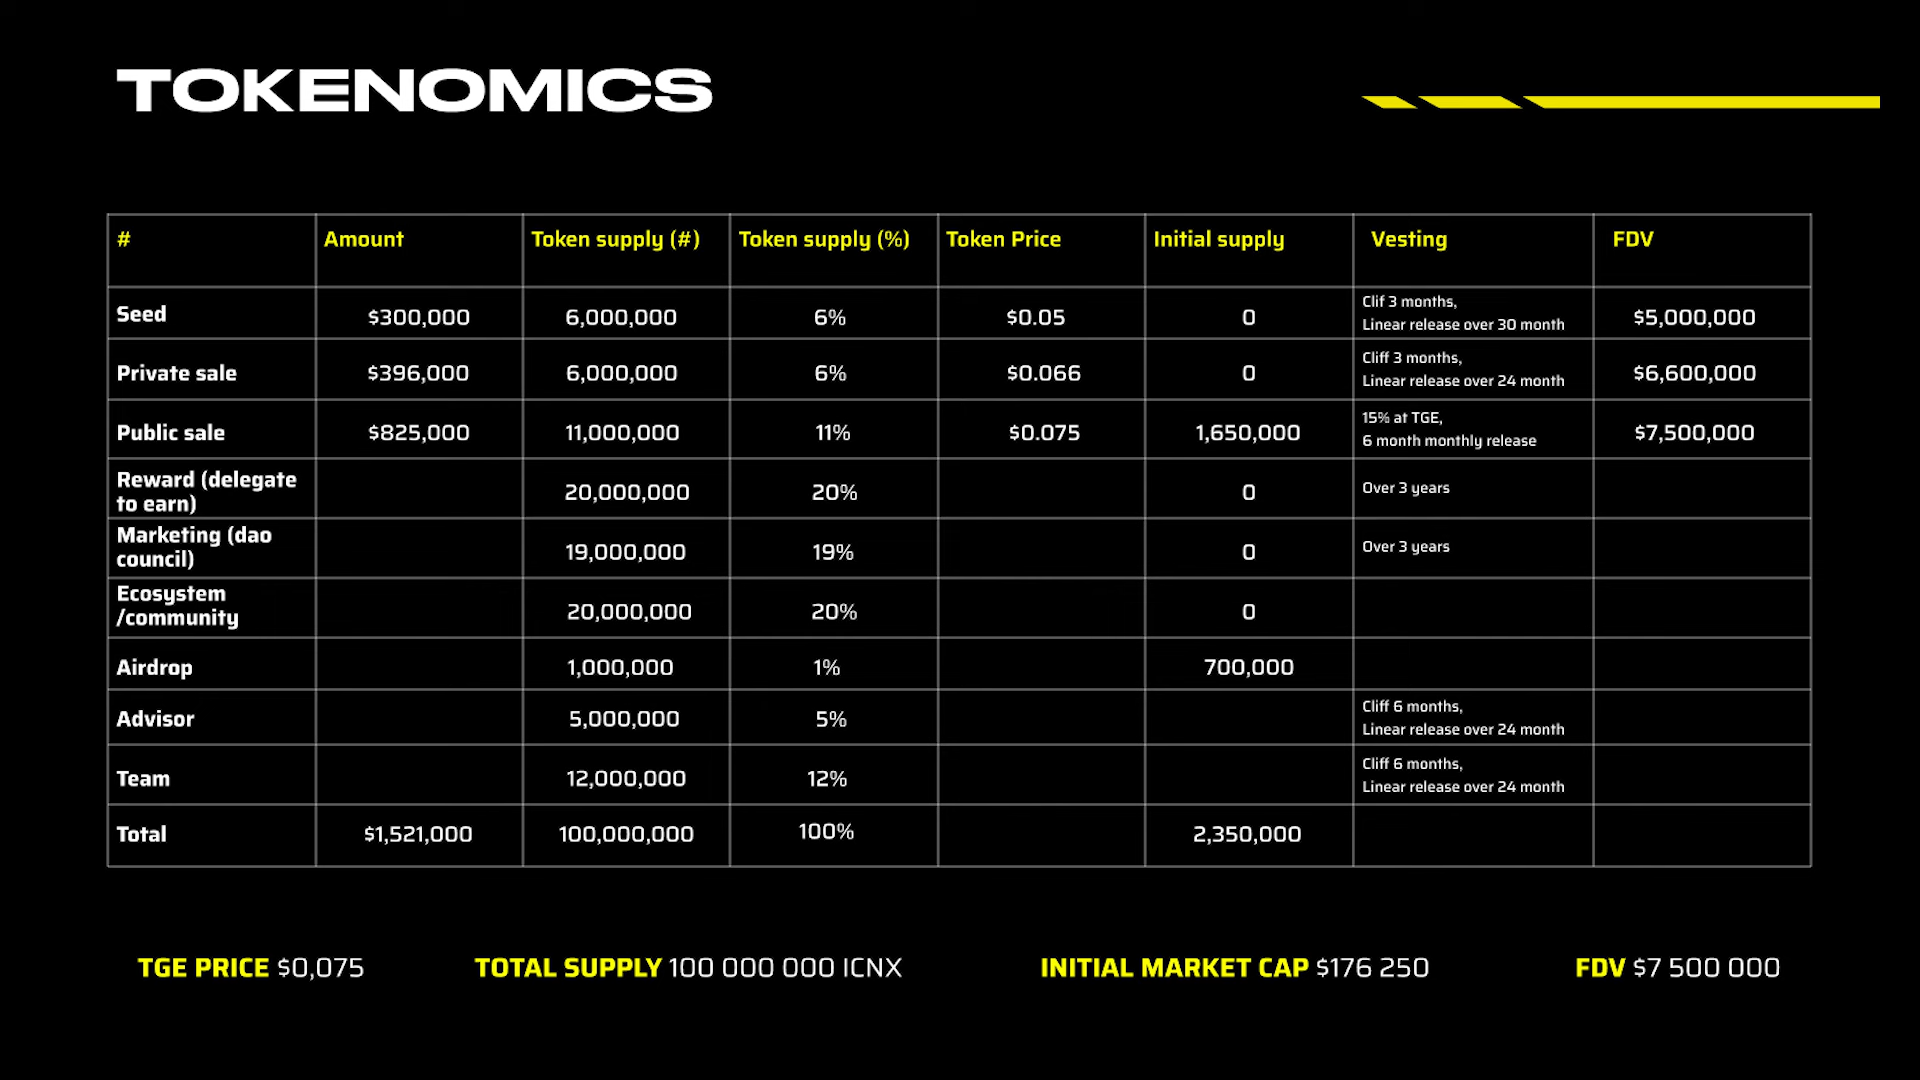 TOKENOMICS
# Amount Token supply (#) Token supply (%) Token Price Initial supply Vesting FDV
Seed $300,000 6,000,000 6% $0.05 0 Clif 3 months, $5,000,000
Linear release over 30 month
Private sale $396,000 6,000,000 6% $0.066 0 Cliff 3 months, $6,600,000
Linear release over 24 month
Public sale $825,000 11,000,000 11% $0.075 1,650,000 15% at TGE, $7,500,000
6 month monthly release
Reward (delegate
to earn) 20,000,000 20% 0 Over 3 years
Marketing (dao
council) 19,000,000 19% 0 Over 3 years
Ecosystem
/community 20,000,000 20% 0
Airdrop 1,000,000 1% 700,000
Advisor 5,000,000 5% Cliff 6 months,
Linear release over 24 month
Team 12,000,000 12% Cliff 6 months,
Linear release over 24 month
Total $1,521,000 100,000,000 100% 2,350,000
TGE PRICE $0,075 TOTAL SUPPLY 100 000 000 ICNX INITIAL MARKET CAP $176 250 FDV $7 500 000